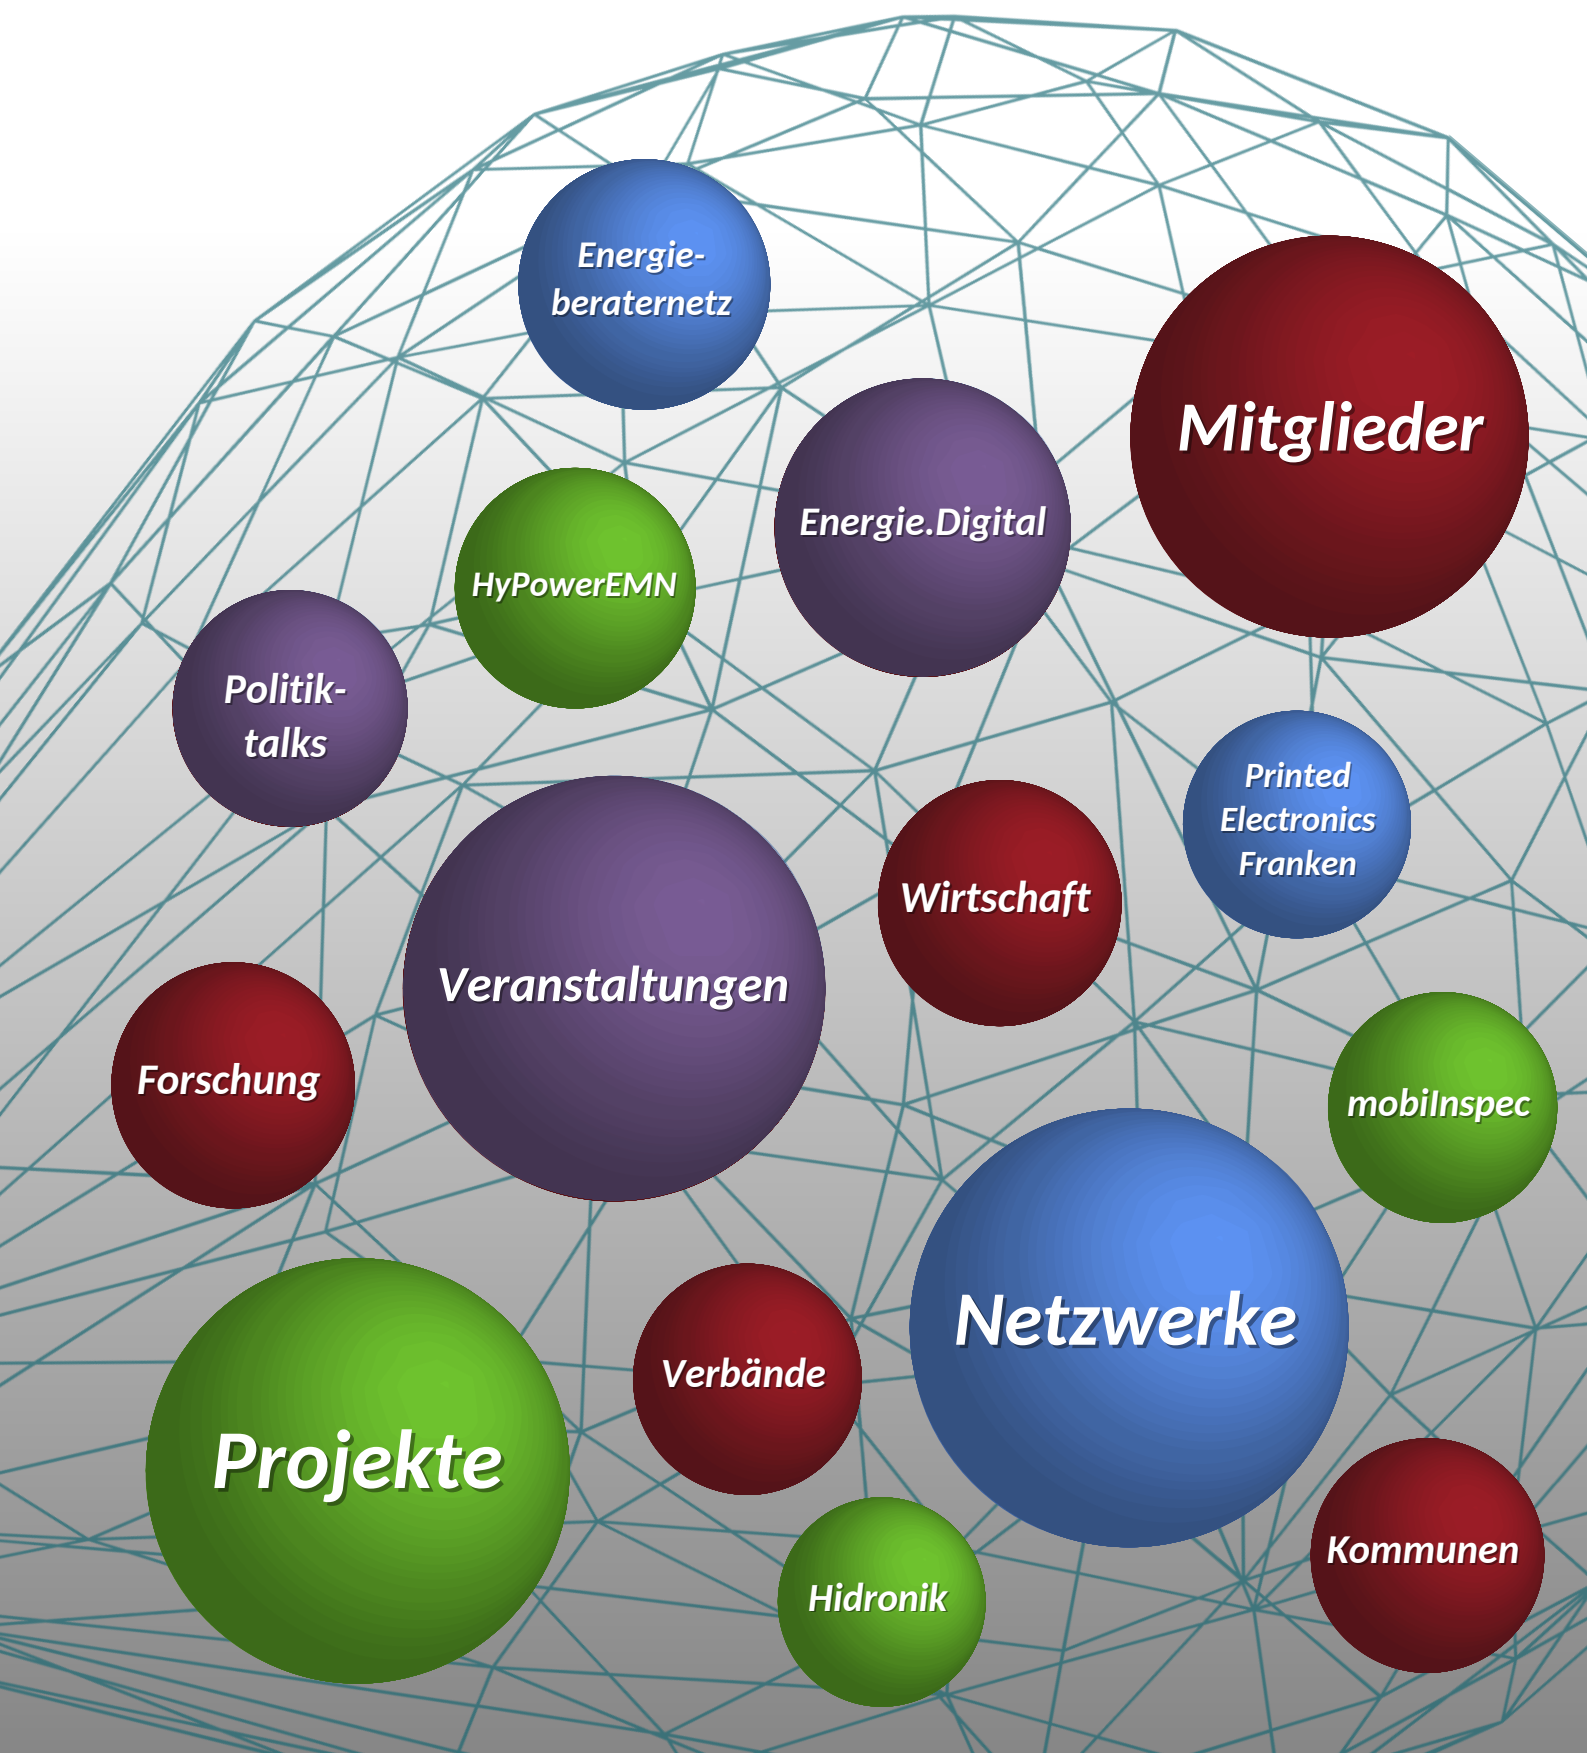 Energie-
beraternetz
Mitglieder
Energie.Digital
HyPowerEMN
Politik-
talks
Printed
Electronics
Franken
Wirtschaft
Veranstaltungen
Forschung
mobiInspec
Netzwerke
Verbände
Projekte
Kommunen
Hidronik